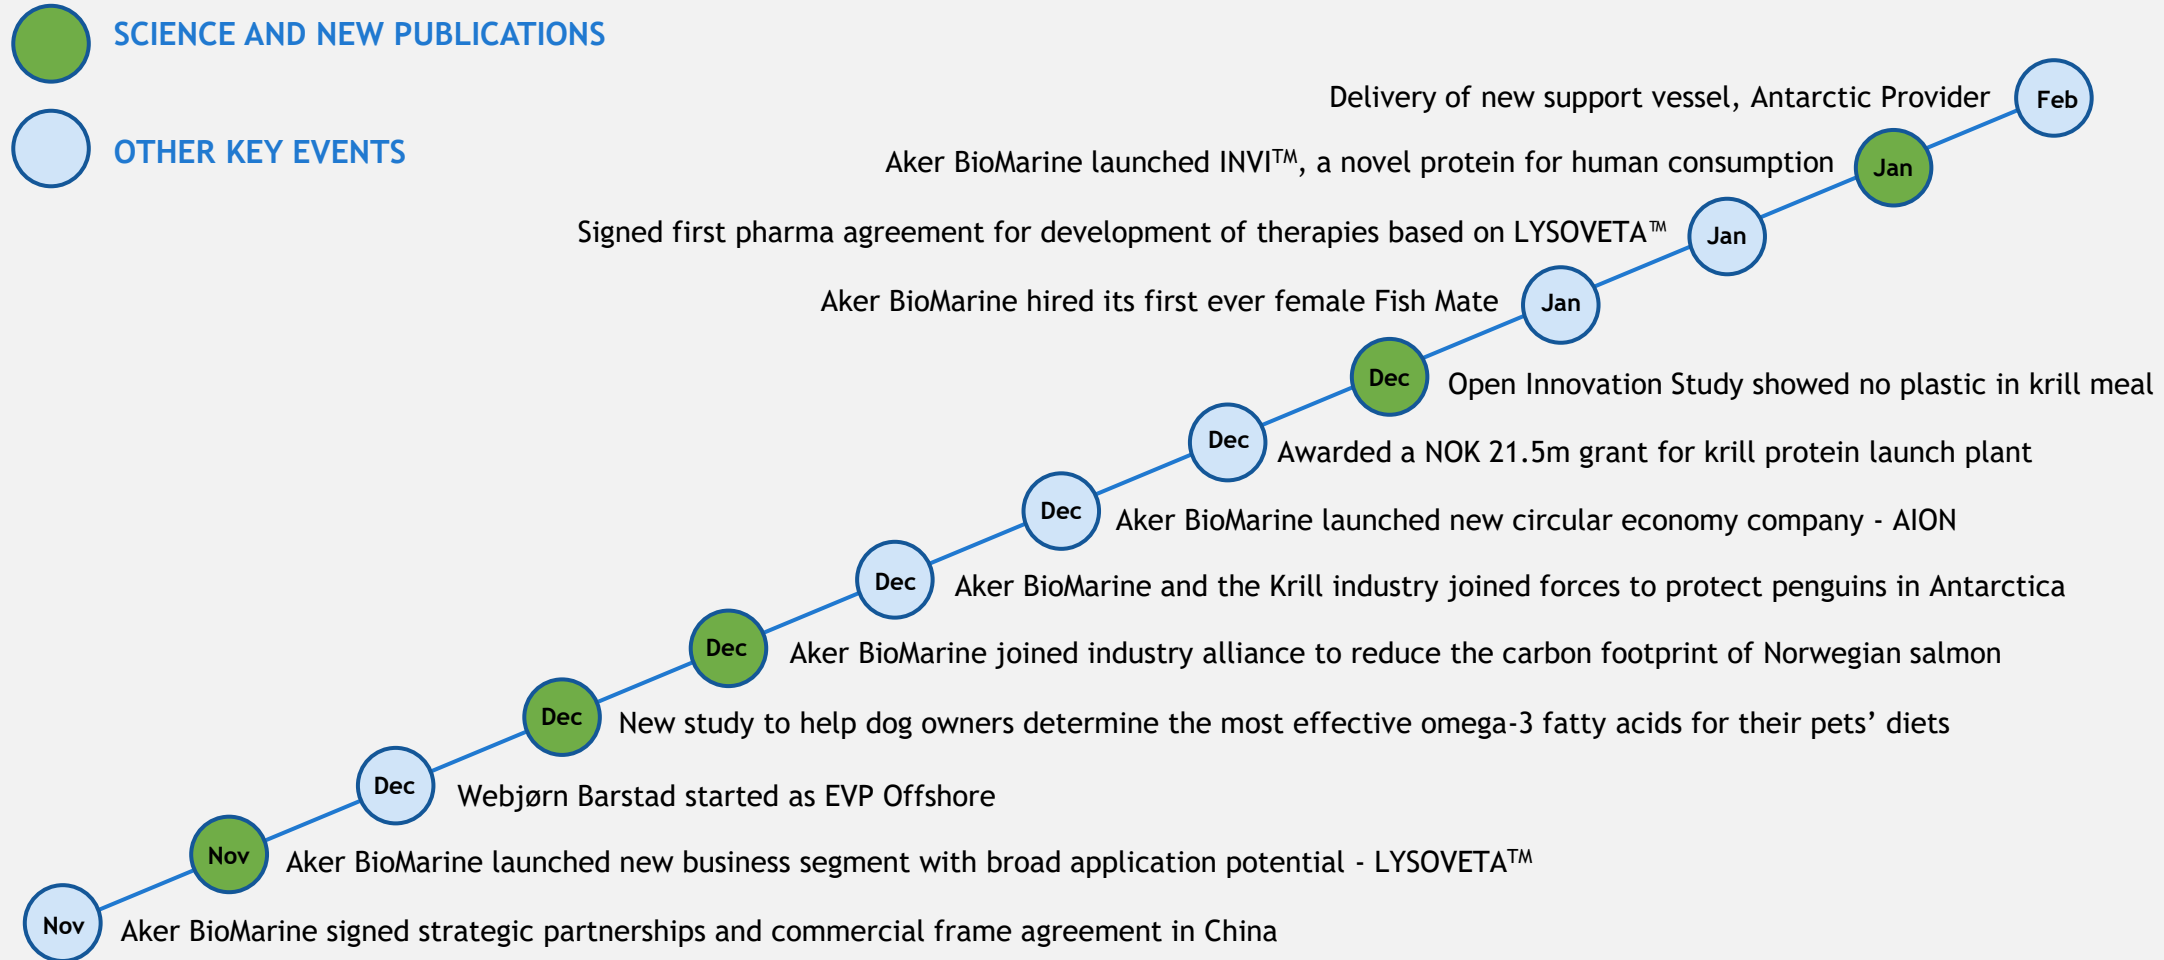 SCIENCE AND NEW PUBLICATIONS
OTHER KEY EVENTS
Delivery of new support vessel, Antarctic Provider Feb
Aker BioMarine launched INVI™, a novel protein for human consumption Jan
Signed first pharma agreement for development of therapies based on LYSOVETA™ Jan
Aker BioMarine hired its first ever female Fish Mate Jan
Dec Open Innovation Study showed no plastic in krill meal
Dec Awarded a NOK 21.5m grant for krill protein launch plant
Dec Aker BioMarine launched new circular economy company - AION
Dec Aker BioMarine and the Krill industry joined forces to protect penguins in Antarctica
Dec Aker BioMarine joined industry alliance to reduce the carbon footprint of Norwegian salmon
Dec New study to help dog owners determine the most effective omega-3 fatty acids for their pets’ diets
Dec Webjørn Barstad started as EVP Offshore
Nov Aker BioMarine launched new business segment with broad application potential - LYSOVETA™
Nov Aker BioMarine signed strategic partnerships and commercial frame agreement in China